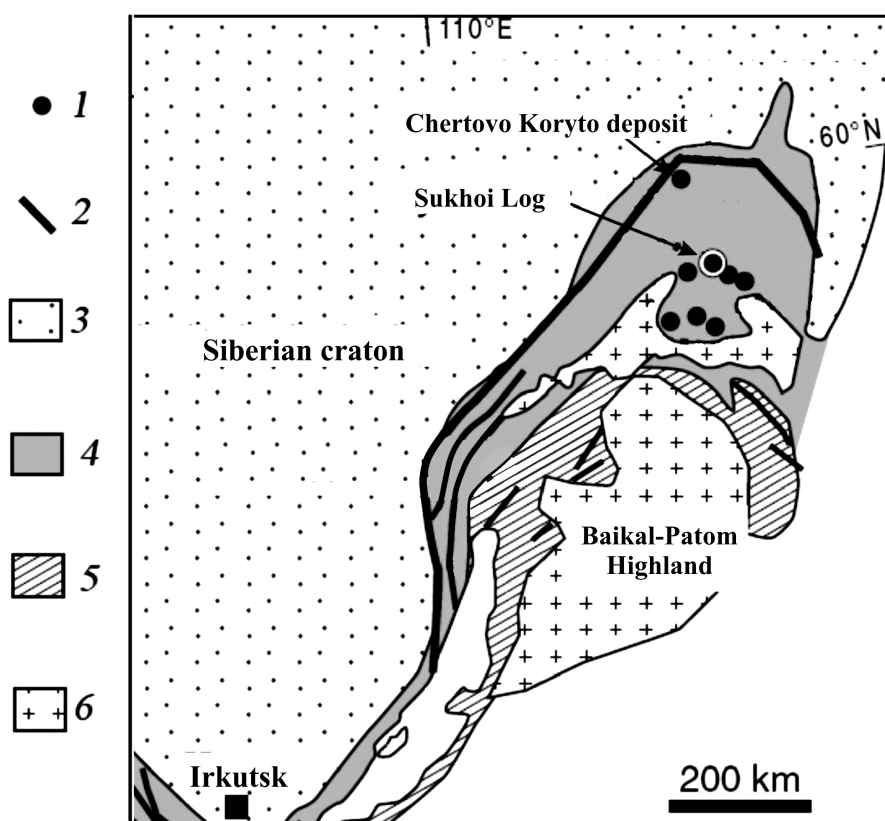 110°E
1
Chertovo Koryto deposit
60°N
2
Sukhoi Log
3
Siberian craton
4
5
Baikal-Patom
Highland
6
Irkutsk
200 km